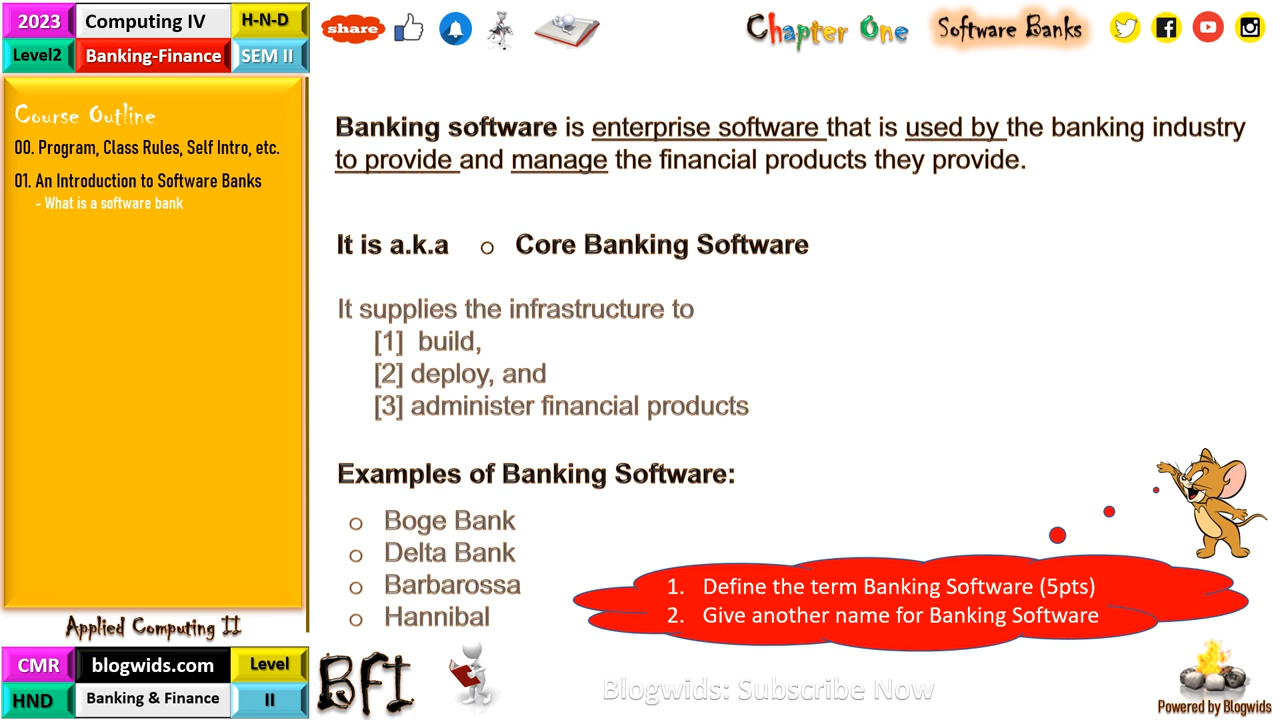 2023 Computing IV H-N-D
Level2 Banking-Finance SEM II
share
Chapter One
Software Banks
Course Outline
00. Program, Class Rules, Self Intro, etc.
01. An Introduction to Software Banks
- What is a software bank
Banking software is enterprise software that is used by the banking industry
to provide and manage the financial products they provide.
It is a.k.a o Core Banking Software
It supplies the infrastructure to
[1] build,
[2] deploy, and
[3] administer financial products
Examples of Banking Software:
o Boge Bank
o Delta Bank
o Barbarossa
o Hannibal
1. Define the term Banking Software (5pts)
2. Give another name for Banking Software
Applied Computing II
CMR blogwids.com Level
HND Banking & Finance II
BFI
Blogwids: Subscribe Now
Powered by Blogwids